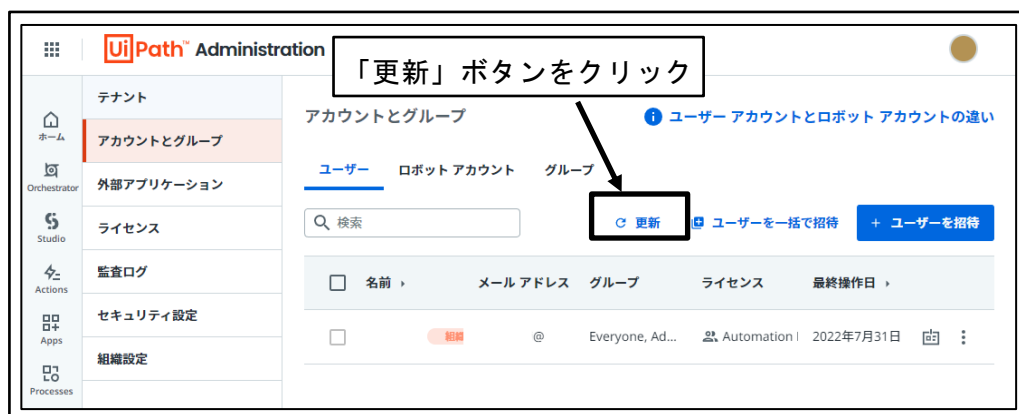 UiPath™ Administration
「更新」ボタンをクリック
テナント
アカウントとグループ
外部アプリケーション
ライセンス
監査ログ
セキュリティ設定
組織設定
ホーム
Orchestrator
Studio
Actions
Apps
Processes
アカウントとグループ
ユーザー アカウントとロボット アカウントの違い
ユーザー ロボット アカウント グループ
検索 更新 ユーザーを一括で招待 + ユーザーを招待
名前 メール アドレス グループ ライセンス 最終操作日
組織 @ Everyone, Ad... Automation 2022年7月31日